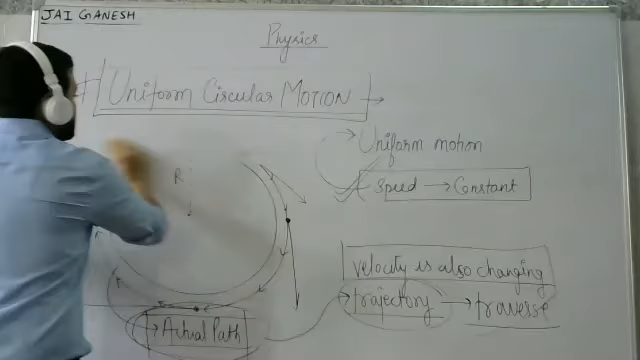 JAI GANESH
Physics
Uniform Circular MOTION
Uniform motion
Speed → Constant
R
velocity is also changing
trajectory → traverse
Actual Path